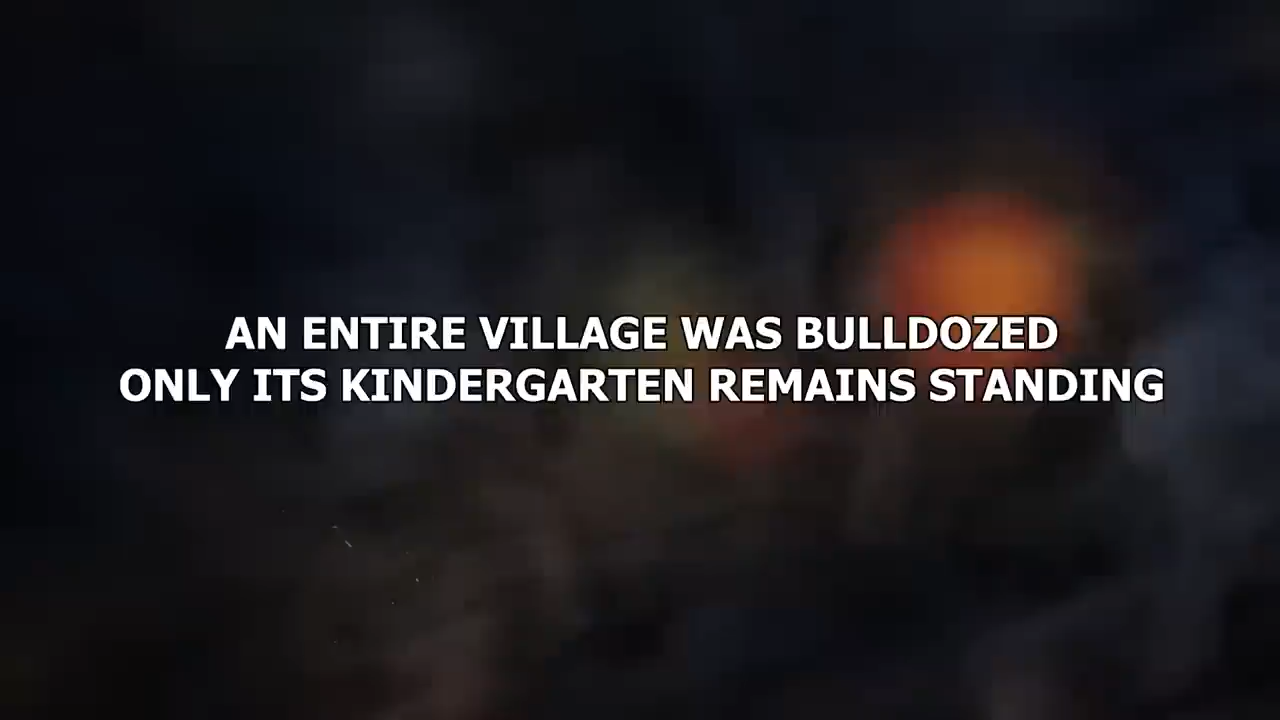 AN ENTIRE VILLAGE WAS BULLDOZED
ONLY ITS KINDERGARTEN REMAINS STANDING